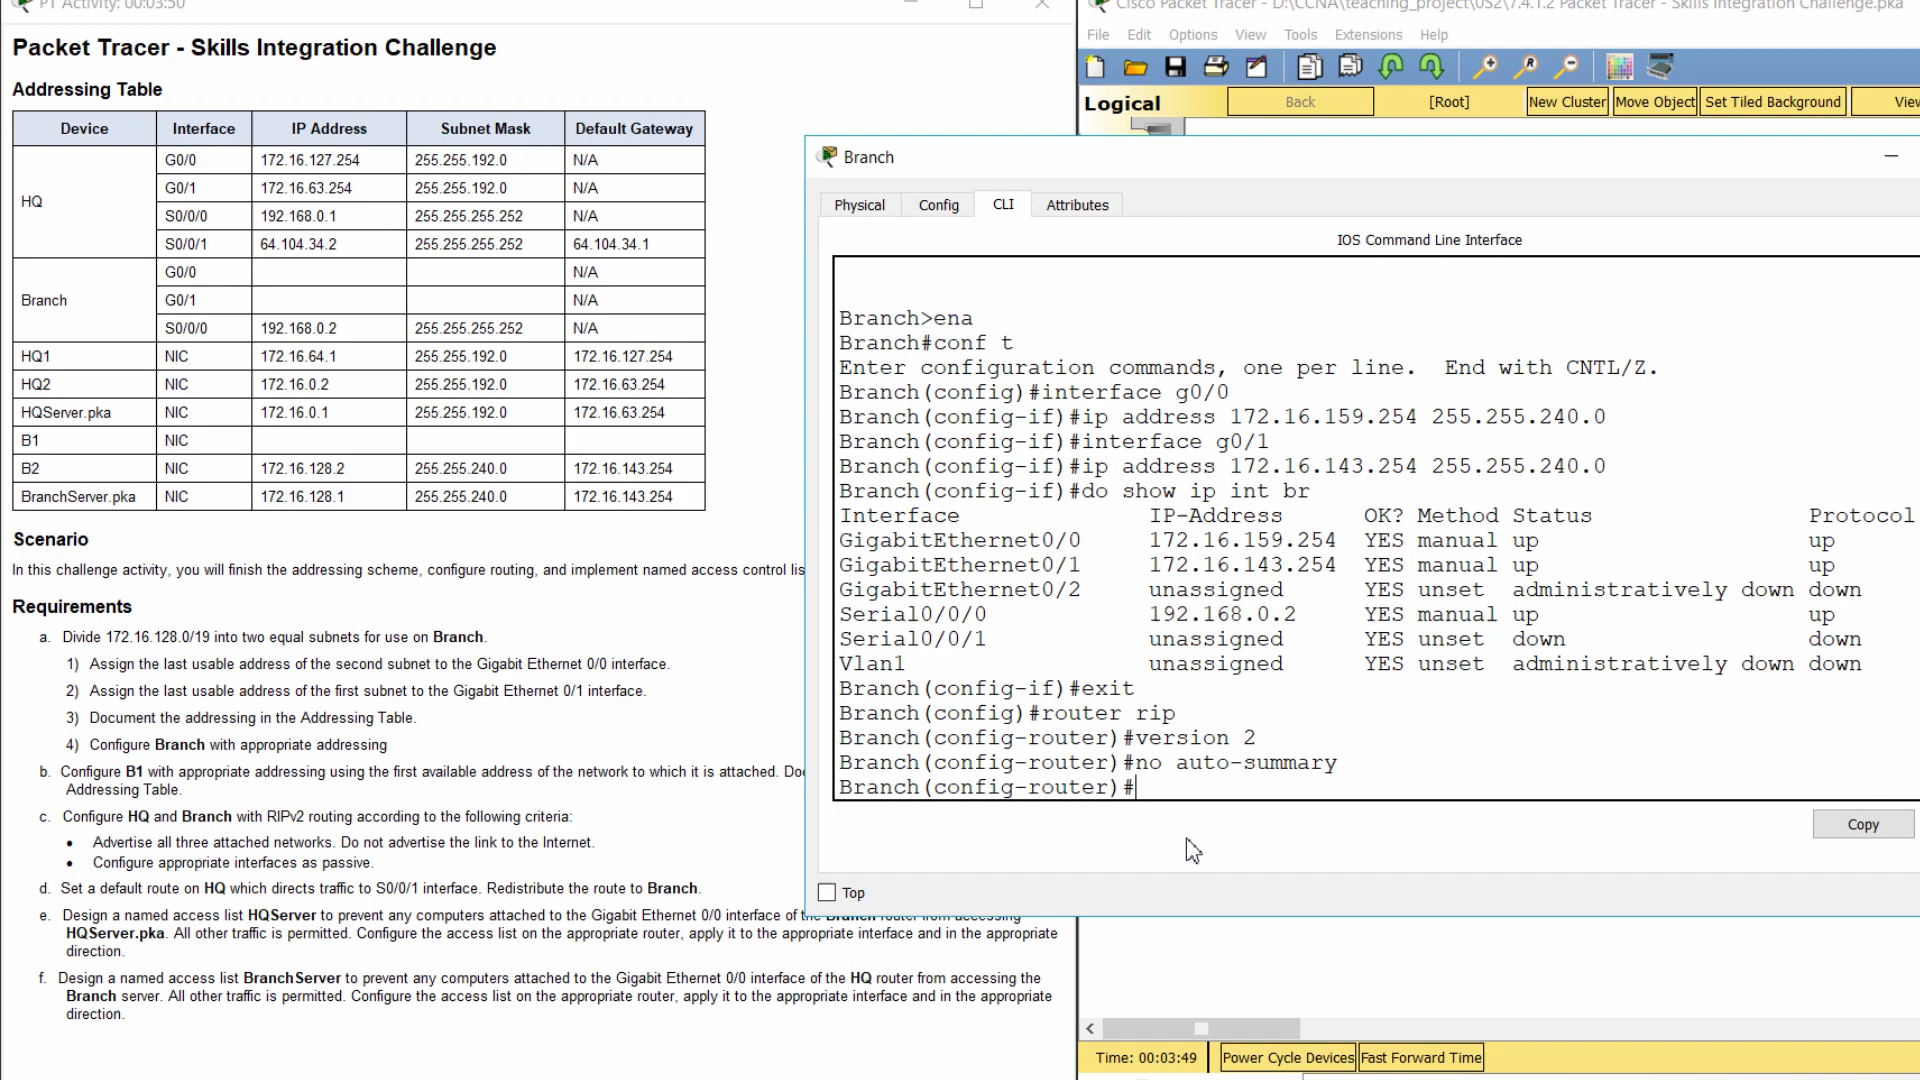 PT Activity: 00:03:50
Packet Tracer - Skills Integration Challenge
Addressing Table
Device Interface IP Address Subnet Mask Default Gateway
HQ
G0/0 172.16.127.254 255.255.192.0 N/A
G0/1 172.16.63.254 255.255.192.0 N/A
S0/0/0 192.168.0.1 255.255.255.252 N/A
S0/0/1 64.104.34.2 255.255.255.252 64.104.34.1
Branch
G0/0 N/A
G0/1 N/A
S0/0/0 192.168.0.2 255.255.255.252 N/A
HQ1 NIC 172.16.64.1 255.255.192.0 172.16.127.254
HQ2 NIC 172.16.0.2 255.255.192.0 172.16.63.254
HQServer.pka NIC 172.16.0.1 255.255.192.0 172.16.63.254
B1 NIC
B2 NIC 172.16.128.2 255.255.240.0 172.16.143.254
BranchServer.pka NIC 172.16.128.1 255.255.240.0 172.16.143.254
Scenario
In this challenge activity, you will finish the addressing scheme, configure routing, and implement named access control lis
Requirements
a. Divide 172.16.128.0/19 into two equal subnets for use on Branch.
1) Assign the last usable address of the second subnet to the Gigabit Ethernet 0/0 interface.
2) Assign the last usable address of the first subnet to the Gigabit Ethernet 0/1 interface.
3) Document the addressing in the Addressing Table.
4) Configure Branch with appropriate addressing
b. Configure B1 with appropriate addressing using the first available address of the network to which it is attached. Do
Addressing Table.
c. Configure HQ and Branch with RIPv2 routing according to the following criteria:
• Advertise all three attached networks. Do not advertise the link to the Internet.
• Configure appropriate interfaces as passive.
d. Set a default route on HQ which directs traffic to S0/0/1 interface. Redistribute the route to Branch.
e. Design a named access list HQServer to prevent any computers attached to the Gigabit Ethernet 0/0 interface of the Branch router from accessing
HQServer.pka. All other traffic is permitted. Configure the access list on the appropriate router, apply it to the appropriate interface and in the appropriate
direction.
f. Design a named access list BranchServer to prevent any computers attached to the Gigabit Ethernet 0/0 interface of the HQ router from accessing the
Branch server. All other traffic is permitted. Configure the access list on the appropriate router, apply it to the appropriate interface and in the appropriate
direction.
Cisco Packet Tracer - D:\CCNA\teaching_project\0S2\7.4.1.2 Packet Tracer - Skills Integration Challenge.pka
File Edit Options View Tools Extensions Help
Logical Back [Root] New Cluster Move Object Set Tiled Background View
Branch
Physical Config CLI Attributes
IOS Command Line Interface
Branch>ena
Branch#conf t
Enter configuration commands, one per line. End with CNTL/Z.
Branch(config)#interface g0/0
Branch(config-if)#ip address 172.16.159.254 255.255.240.0
Branch(config-if)#interface g0/1
Branch(config-if)#ip address 172.16.143.254 255.255.240.0
Branch(config-if)#do show ip int br
Interface IP-Address OK? Method Status Protocol
GigabitEthernet0/0 172.16.159.254 YES manual up up
GigabitEthernet0/1 172.16.143.254 YES manual up up
GigabitEthernet0/2 unassigned YES unset administratively down down
Serial0/0/0 192.168.0.2 YES manual up up
Serial0/0/1 unassigned YES unset down down
Vlan1 unassigned YES unset administratively down down
Branch(config-if)#exit
Branch(config)#router rip
Branch(config-router)#version 2
Branch(config-router)#no auto-summary
Branch(config-router)#
Copy
Top
Time: 00:03:49 Power Cycle Devices Fast Forward Time